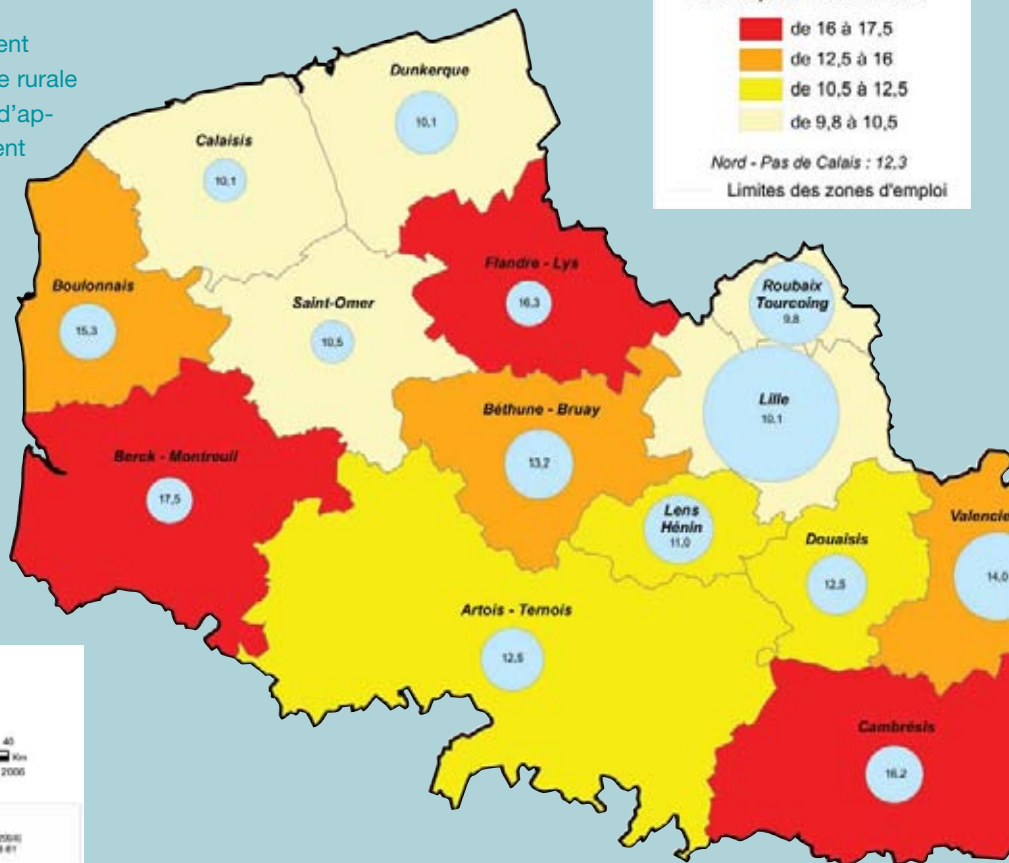 ent
e rurale
d'ap-
ent
de 16 à 17,5
de 12,5 à 16
de 10,5 à 12,5
de 9,8 à 10,5
Nord - Pas de Calais : 12,3
Limites des zones d'emploi
Dunkerque
10,1
Calaisis
10,1
Flandre - Lys
16,3
Boulonnais
15,3
Saint-Omer
10,5
Roubaix
Tourcoing
9,8
Lille
10,1
Béthune - Bruay
13,2
Berck - Montreuil
17,5
Lens
Hénin
11,0
Douaisis
12,5
Valencie
14,0
Artois - Ternois
12,5
Cambrésis
16,2
40
Km
2006